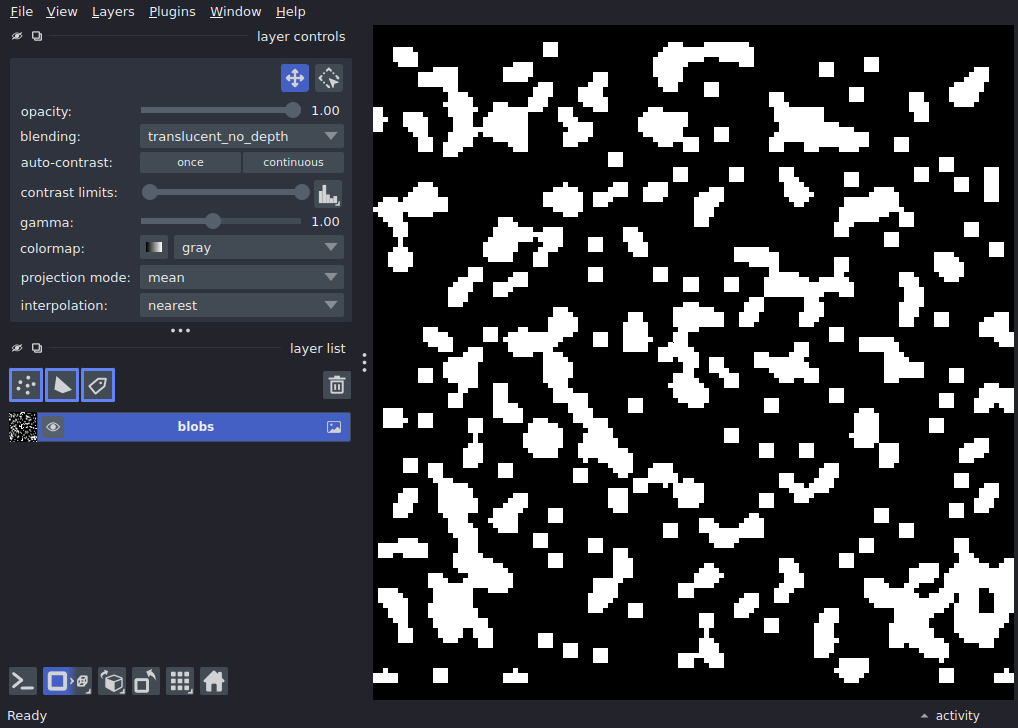 File View Layers Plugins Window Help
layer controls
opacity: 1.00
blending: translucent_no_depth
auto-contrast: once continuous
contrast limits:
gamma: 1.00
colormap: gray
projection mode: mean
interpolation: nearest
layer list
blobs
Ready
activity